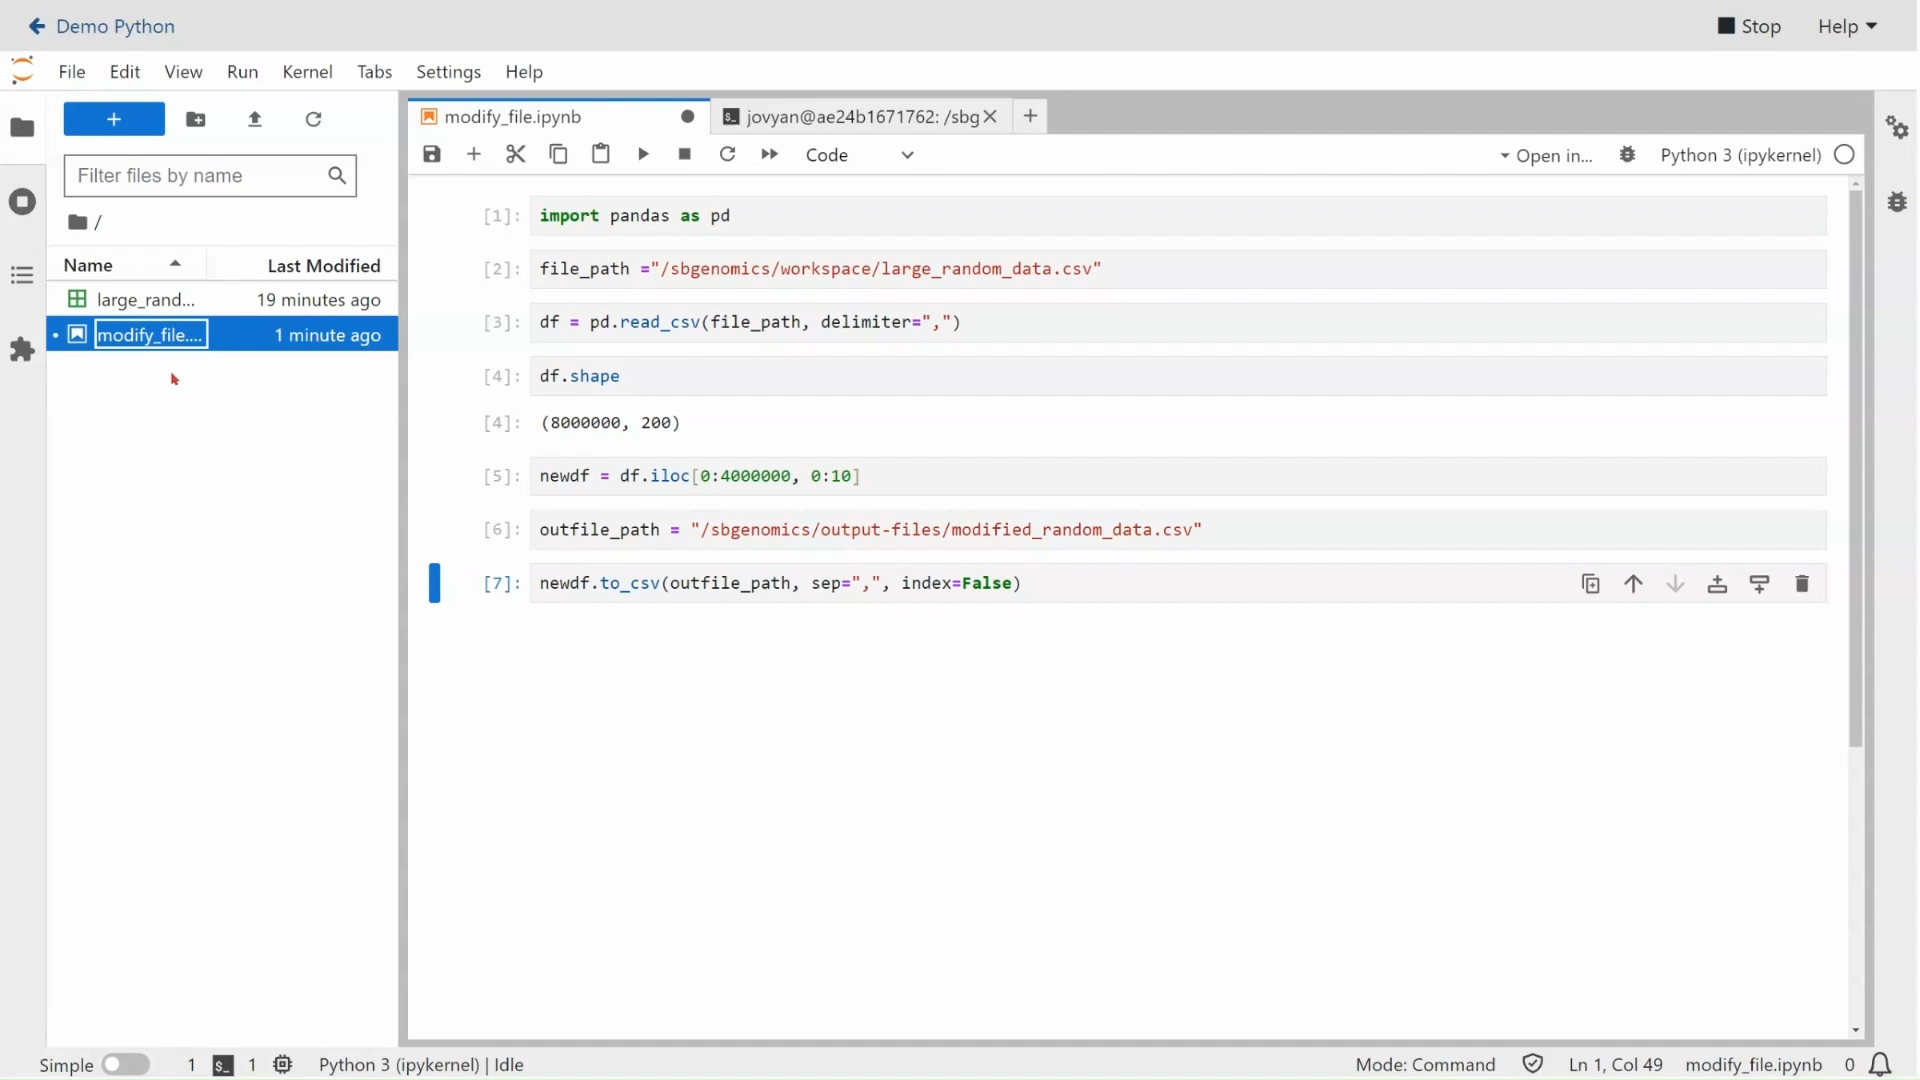 Demo Python
Stop Help
File Edit View Run Kernel Tabs Settings Help
+
Filter files by name
/
Name Last Modified
large_rand... 19 minutes ago
modify_file.... 1 minute ago
modify_file.ipynb jovyan@ae24b1671762: /sbg
Code Open in... Python 3 (ipykernel)
[1]: import pandas as pd
[2]: file_path ="/sbgenomics/workspace/large_random_data.csv"
[3]: df = pd.read_csv(file_path, delimiter=",")
[4]: df.shape
[4]: (8000000, 200)
[5]: newdf = df.iloc[0:4000000, 0:10]
[6]: outfile_path = "/sbgenomics/output-files/modified_random_data.csv"
[7]: newdf.to_csv(outfile_path, sep=",", index=False)
Simple 1 $_ 1 Python 3 (ipykernel) | Idle Mode: Command Ln 1, Col 49 modify_file.ipynb 0